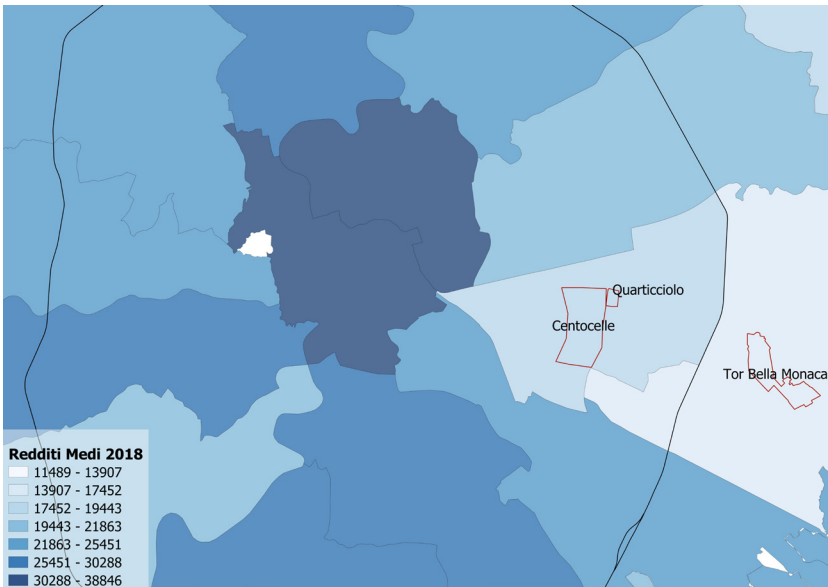 Quarticciolo
Centocelle
Tor Bella Monaca
Redditi Medi 2018
11489 - 13907
13907 - 17452
17452 - 19443
19443 - 21863
21863 - 25451
25451 - 30288
30288 - 38846